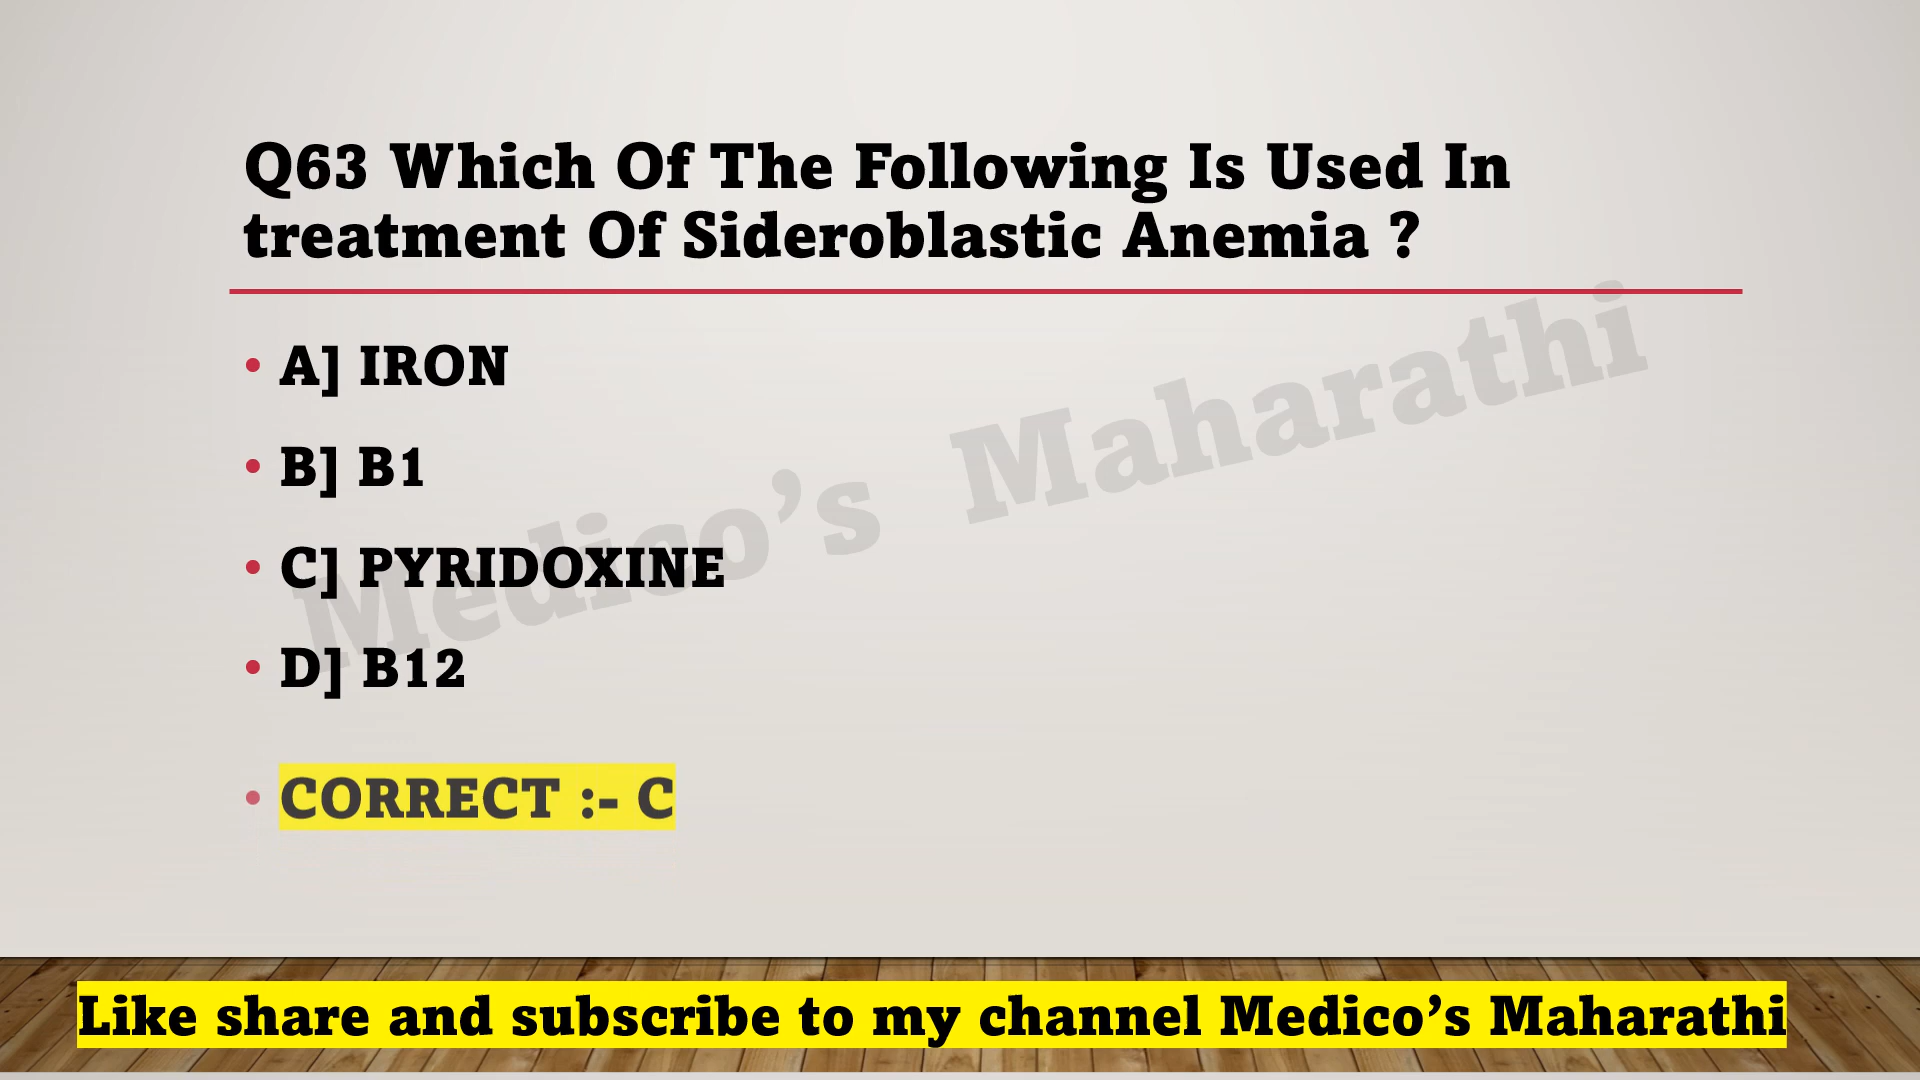 Q63 Which Of The Following Is Used In
treatment Of Sideroblastic Anemia ?
• A] IRON
• B] B1
• C] PYRIDOXINE
• D] B12
Medico’s Maharathi
• CORRECT :- C
Like share and subscribe to my channel Medico’s Maharathi